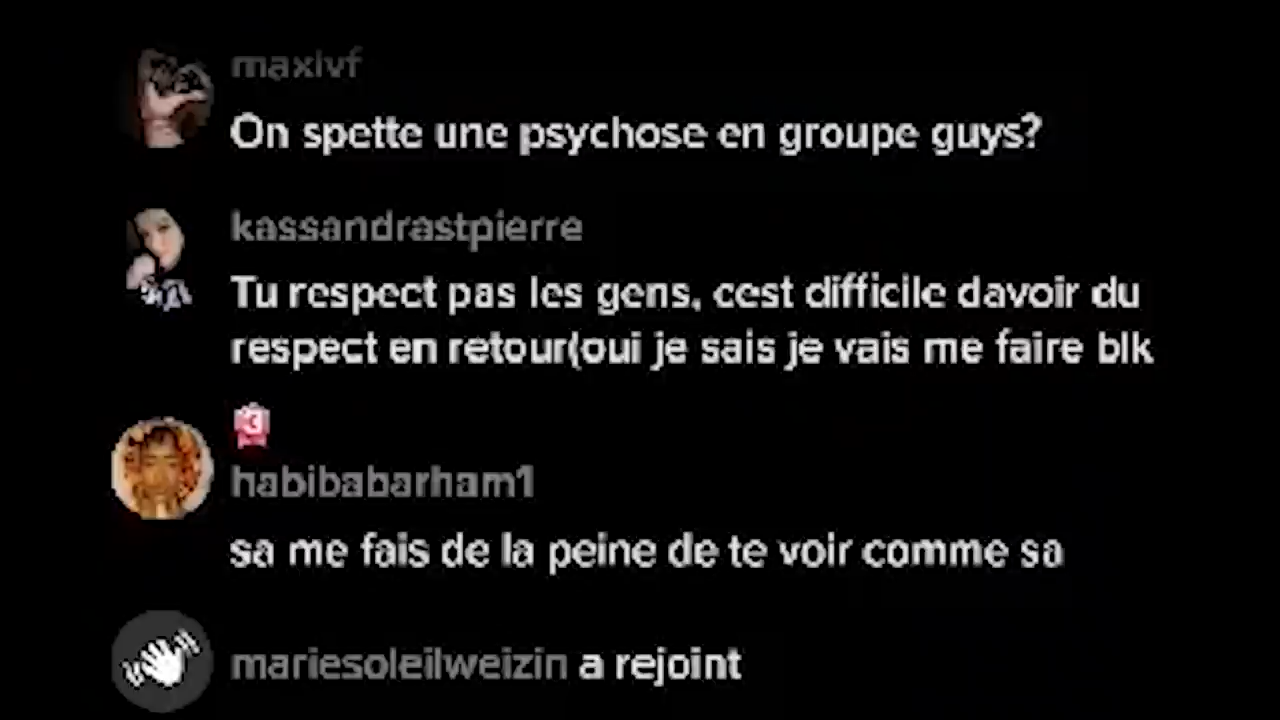 maxivf
On spette une psychose en groupe guys?
kassandrastpierre
Tu respect pas les gens, cest difficile davoir du
respect en retour(oui je sais je vais me faire blk
3
habibabarham1
sa me fais de la peine de te voir comme sa
mariesoleilweizin a rejoint